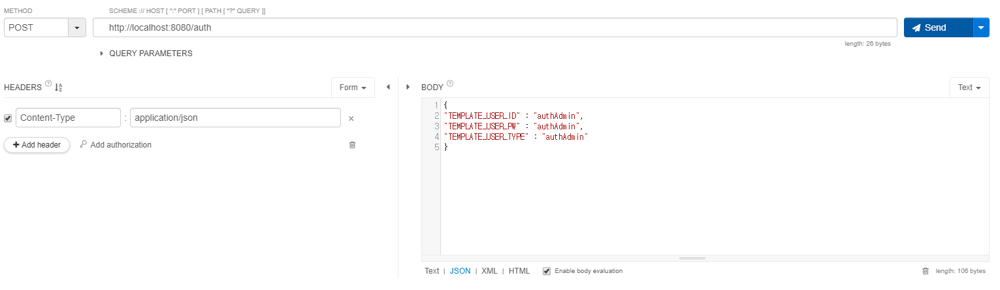 METHOD
SCHEME :// HOST [ ":" PORT ] [ PATH [ "?" QUERY ]]
POST
http://localhost:8080/auth
Send
length: 26 bytes
QUERY PARAMETERS
HEADERS ?
Form
BODY ?
Text
Content-Type : application/json ×
+ Add header
Add authorization
1 {
2 "TEMPLATE_USER_ID" : "authAdmin",
3 "TEMPLATE_USER_PW" : "authAdmin",
4 "TEMPLATE_USER_TYPE" : "authAdmin"
5 }
Text | JSON | XML | HTML
Enable body evaluation
length: 106 bytes